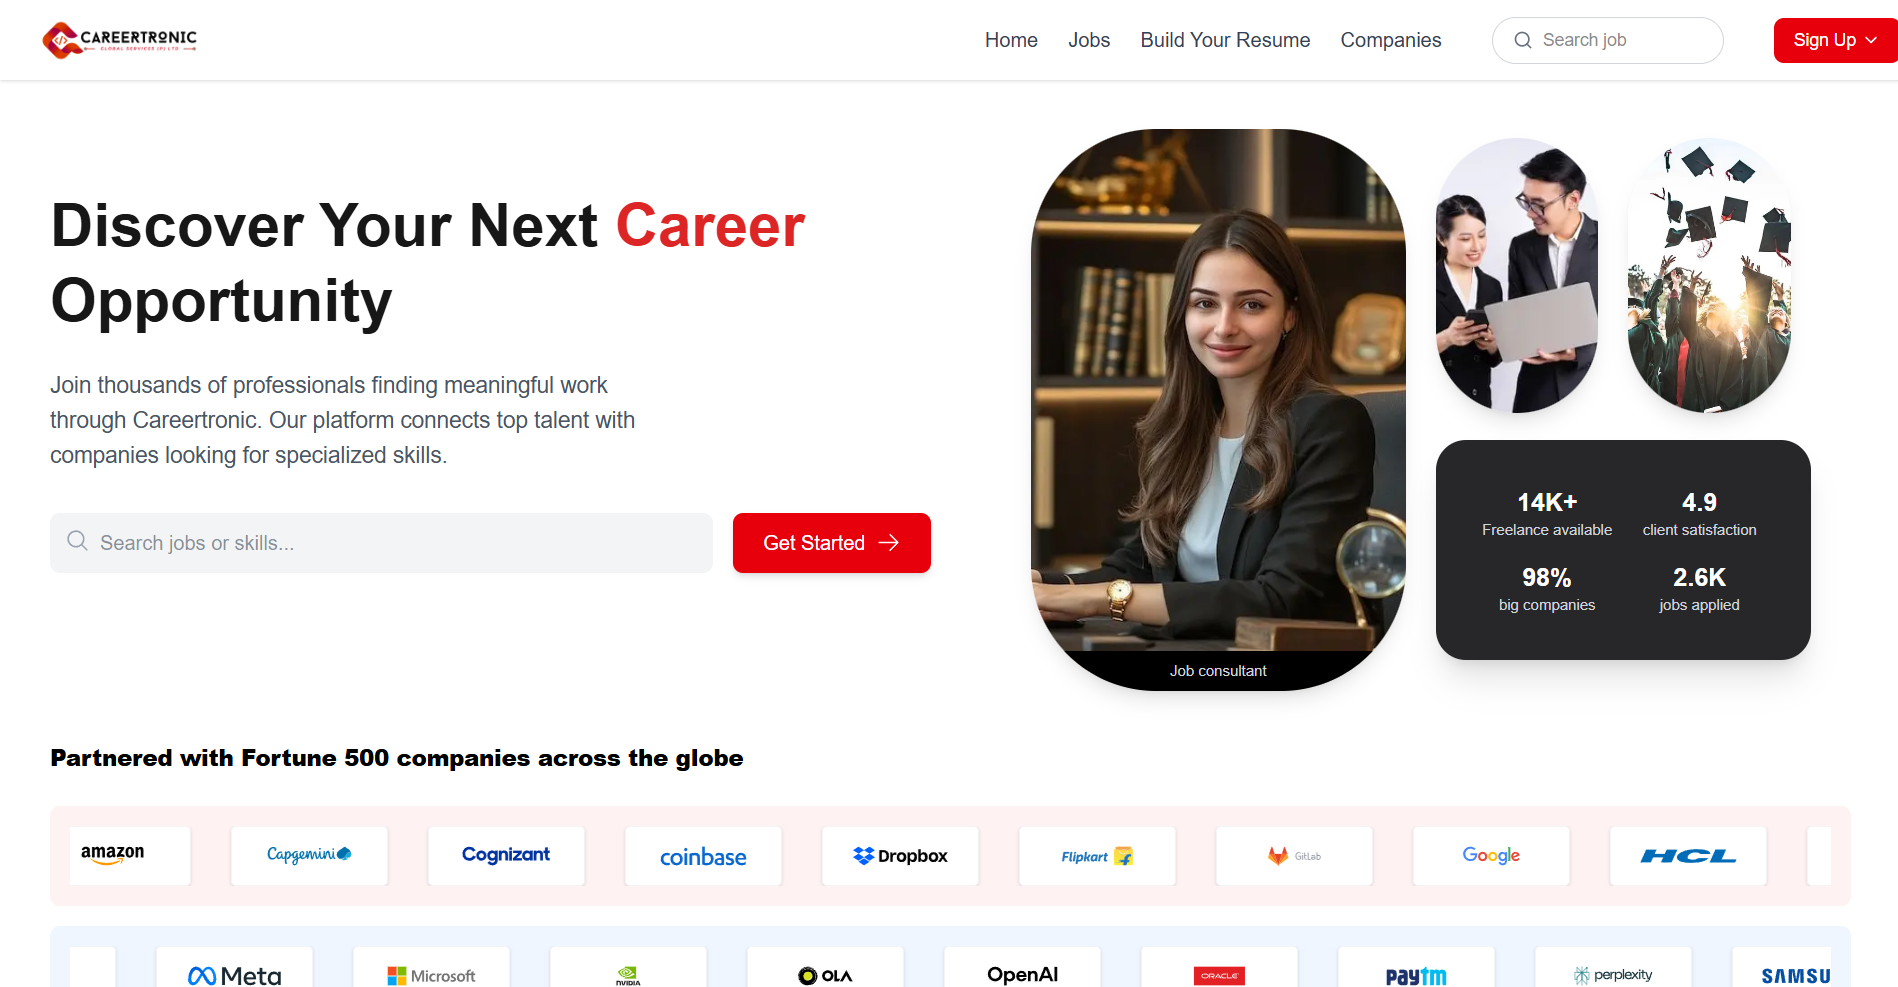 CAREERTRONIC
GLOBAL SERVICES (P) LTD
Home
Jobs
Build Your Resume
Companies
Search job
Sign Up
Discover Your Next Career
Opportunity
Join thousands of professionals finding meaningful work
through Careertronic. Our platform connects top talent with
companies looking for specialized skills.
Search jobs or skills...
Get Started
Job consultant
14K+
Freelance available
4.9
client satisfaction
98%
big companies
2.6K
jobs applied
Partnered with Fortune 500 companies across the globe
amazon
Capgemini
Cognizant
coinbase
Dropbox
Flipkart
GitLab
Google
HCL
Meta
Microsoft
NVIDIA
OLA
OpenAI
ORACLE
paytm
perplexity
SAMSU